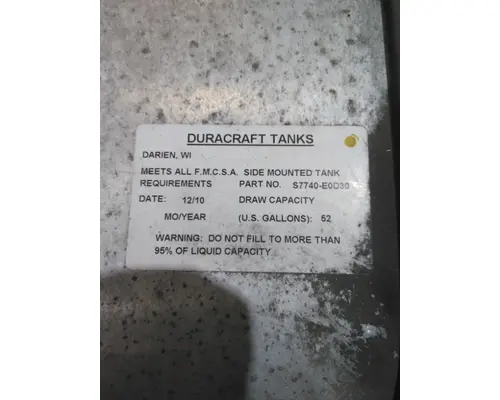 DURACRAFT TANKS
DARIEN, WI
MEETS ALL F.M.C.S.A. SIDE MOUNTED TANK
REQUIREMENTS PART NO. S7740-E0D30
DATE: 12/10 DRAW CAPACITY
MO/YEAR (U.S. GALLONS): 52
WARNING: DO NOT FILL TO MORE THAN
95% OF LIQUID CAPACITY